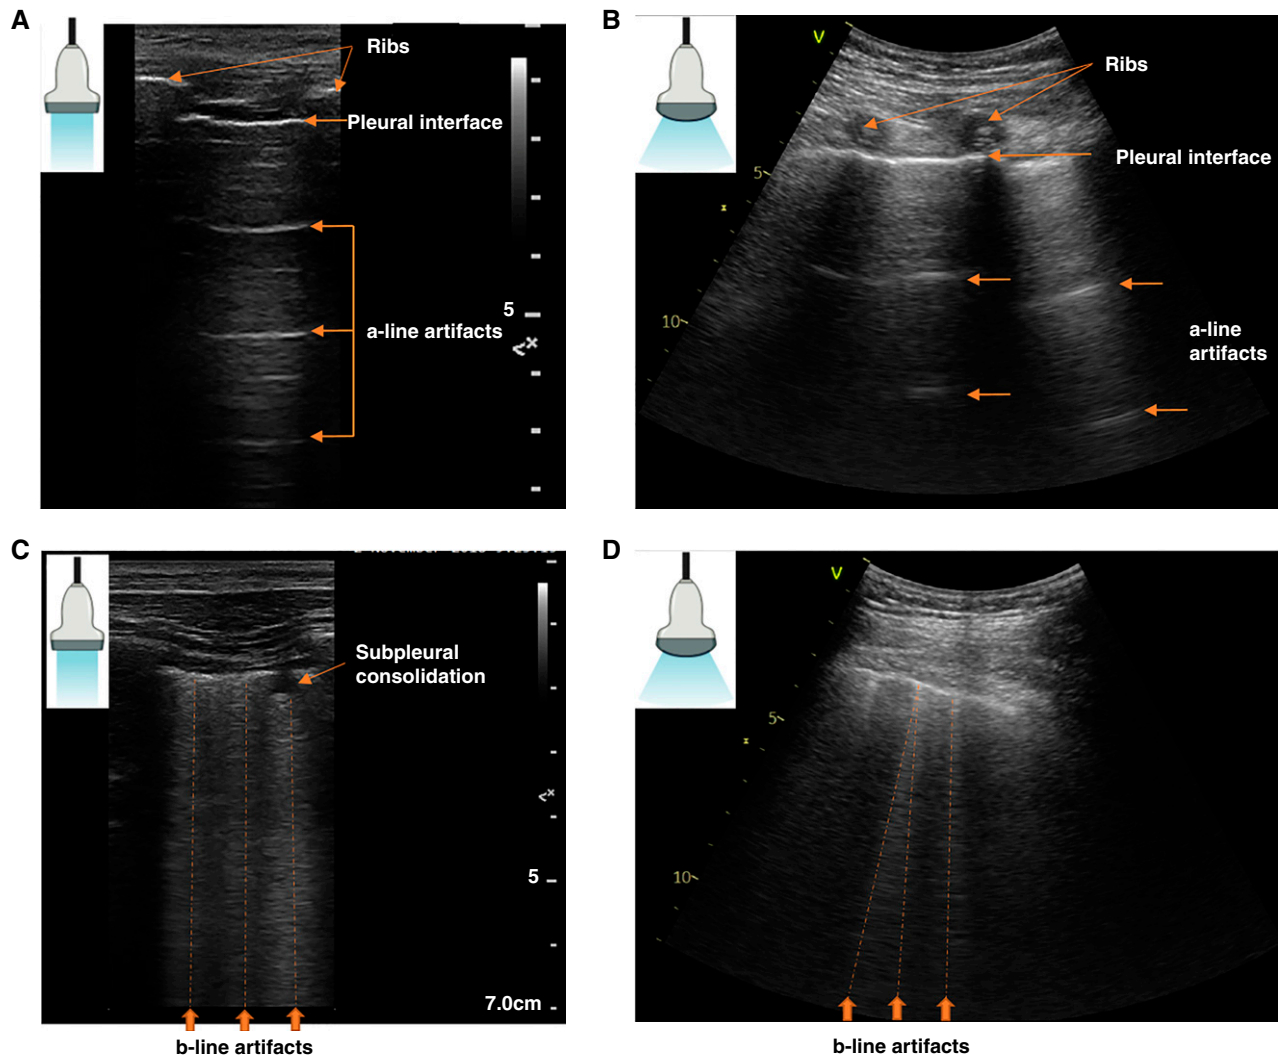 A
Ribs
Pleural interface
5
a-line artifacts
B
V
Ribs
Pleural interface
5
10
a-line
artifacts
C
Subpleural
consolidation
5
7.0cm
b-line artifacts
D
V
5
10
b-line artifacts